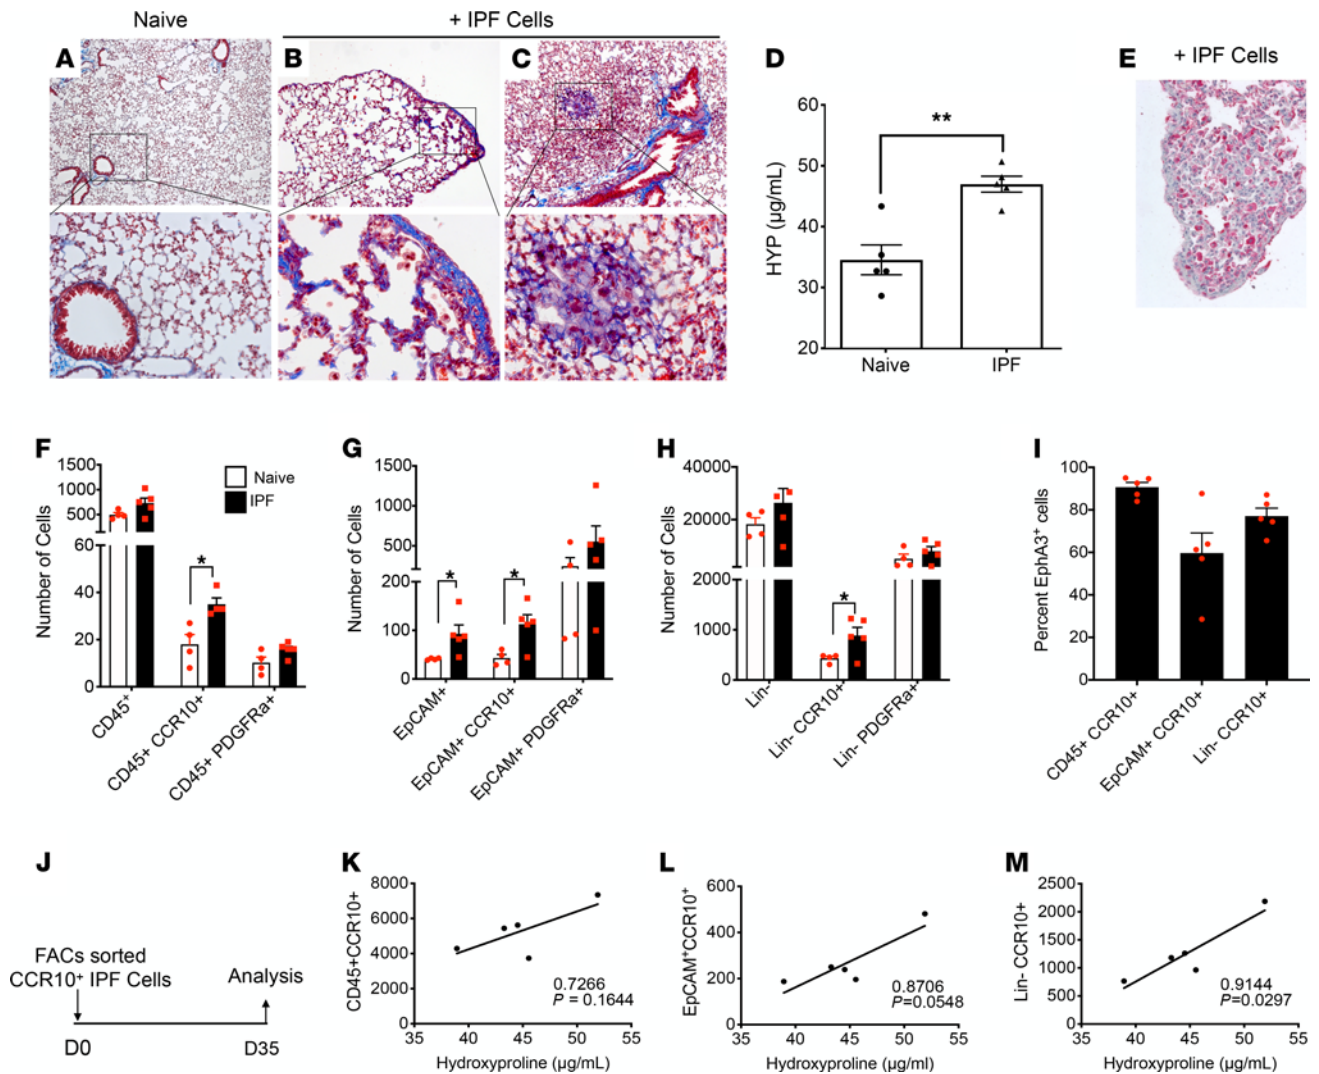 Naive
+ IPF Cells
A
B
C
D
HYP (µg/mL)
60
50
40
30
20
**
Naive
IPF
E
+ IPF Cells
F
Number of Cells
1500
1000
500
60
40
20
0
*
Naive
IPF
CD45⁺
CD45+ CCR10+
CD45+ PDGFRa+
G
Number of Cells
1500
1000
500
200
100
0
*
*
EpCAM+
EpCAM+ CCR10+
EpCAM+ PDGFRa+
H
Number of Cells
40000
20000
2000
1000
0
*
Lin-
Lin- CCR10+
Lin- PDGFRa+
I
Percent EphA3⁺ cells
100
80
60
40
20
0
CD45+ CCR10+
EpCAM+ CCR10+
Lin- CCR10+
J
FACs sorted
CCR10⁺ IPF Cells
Analysis
D0
D35
K
CD45+CCR10+
8000
6000
4000
2000
0
0.7266
P = 0.1644
35
40
45
50
55
Hydroxyproline (µg/mL)
L
EpCAM⁺CCR10⁺
600
400
200
0
0.8706
P=0.0548
35
40
45
50
55
Hydroxyproline (µg/ml)
M
Lin- CCR10+
2500
2000
1500
1000
500
0
0.9144
P=0.0297
35
40
45
50
55
Hydroxyproline (µg/mL)